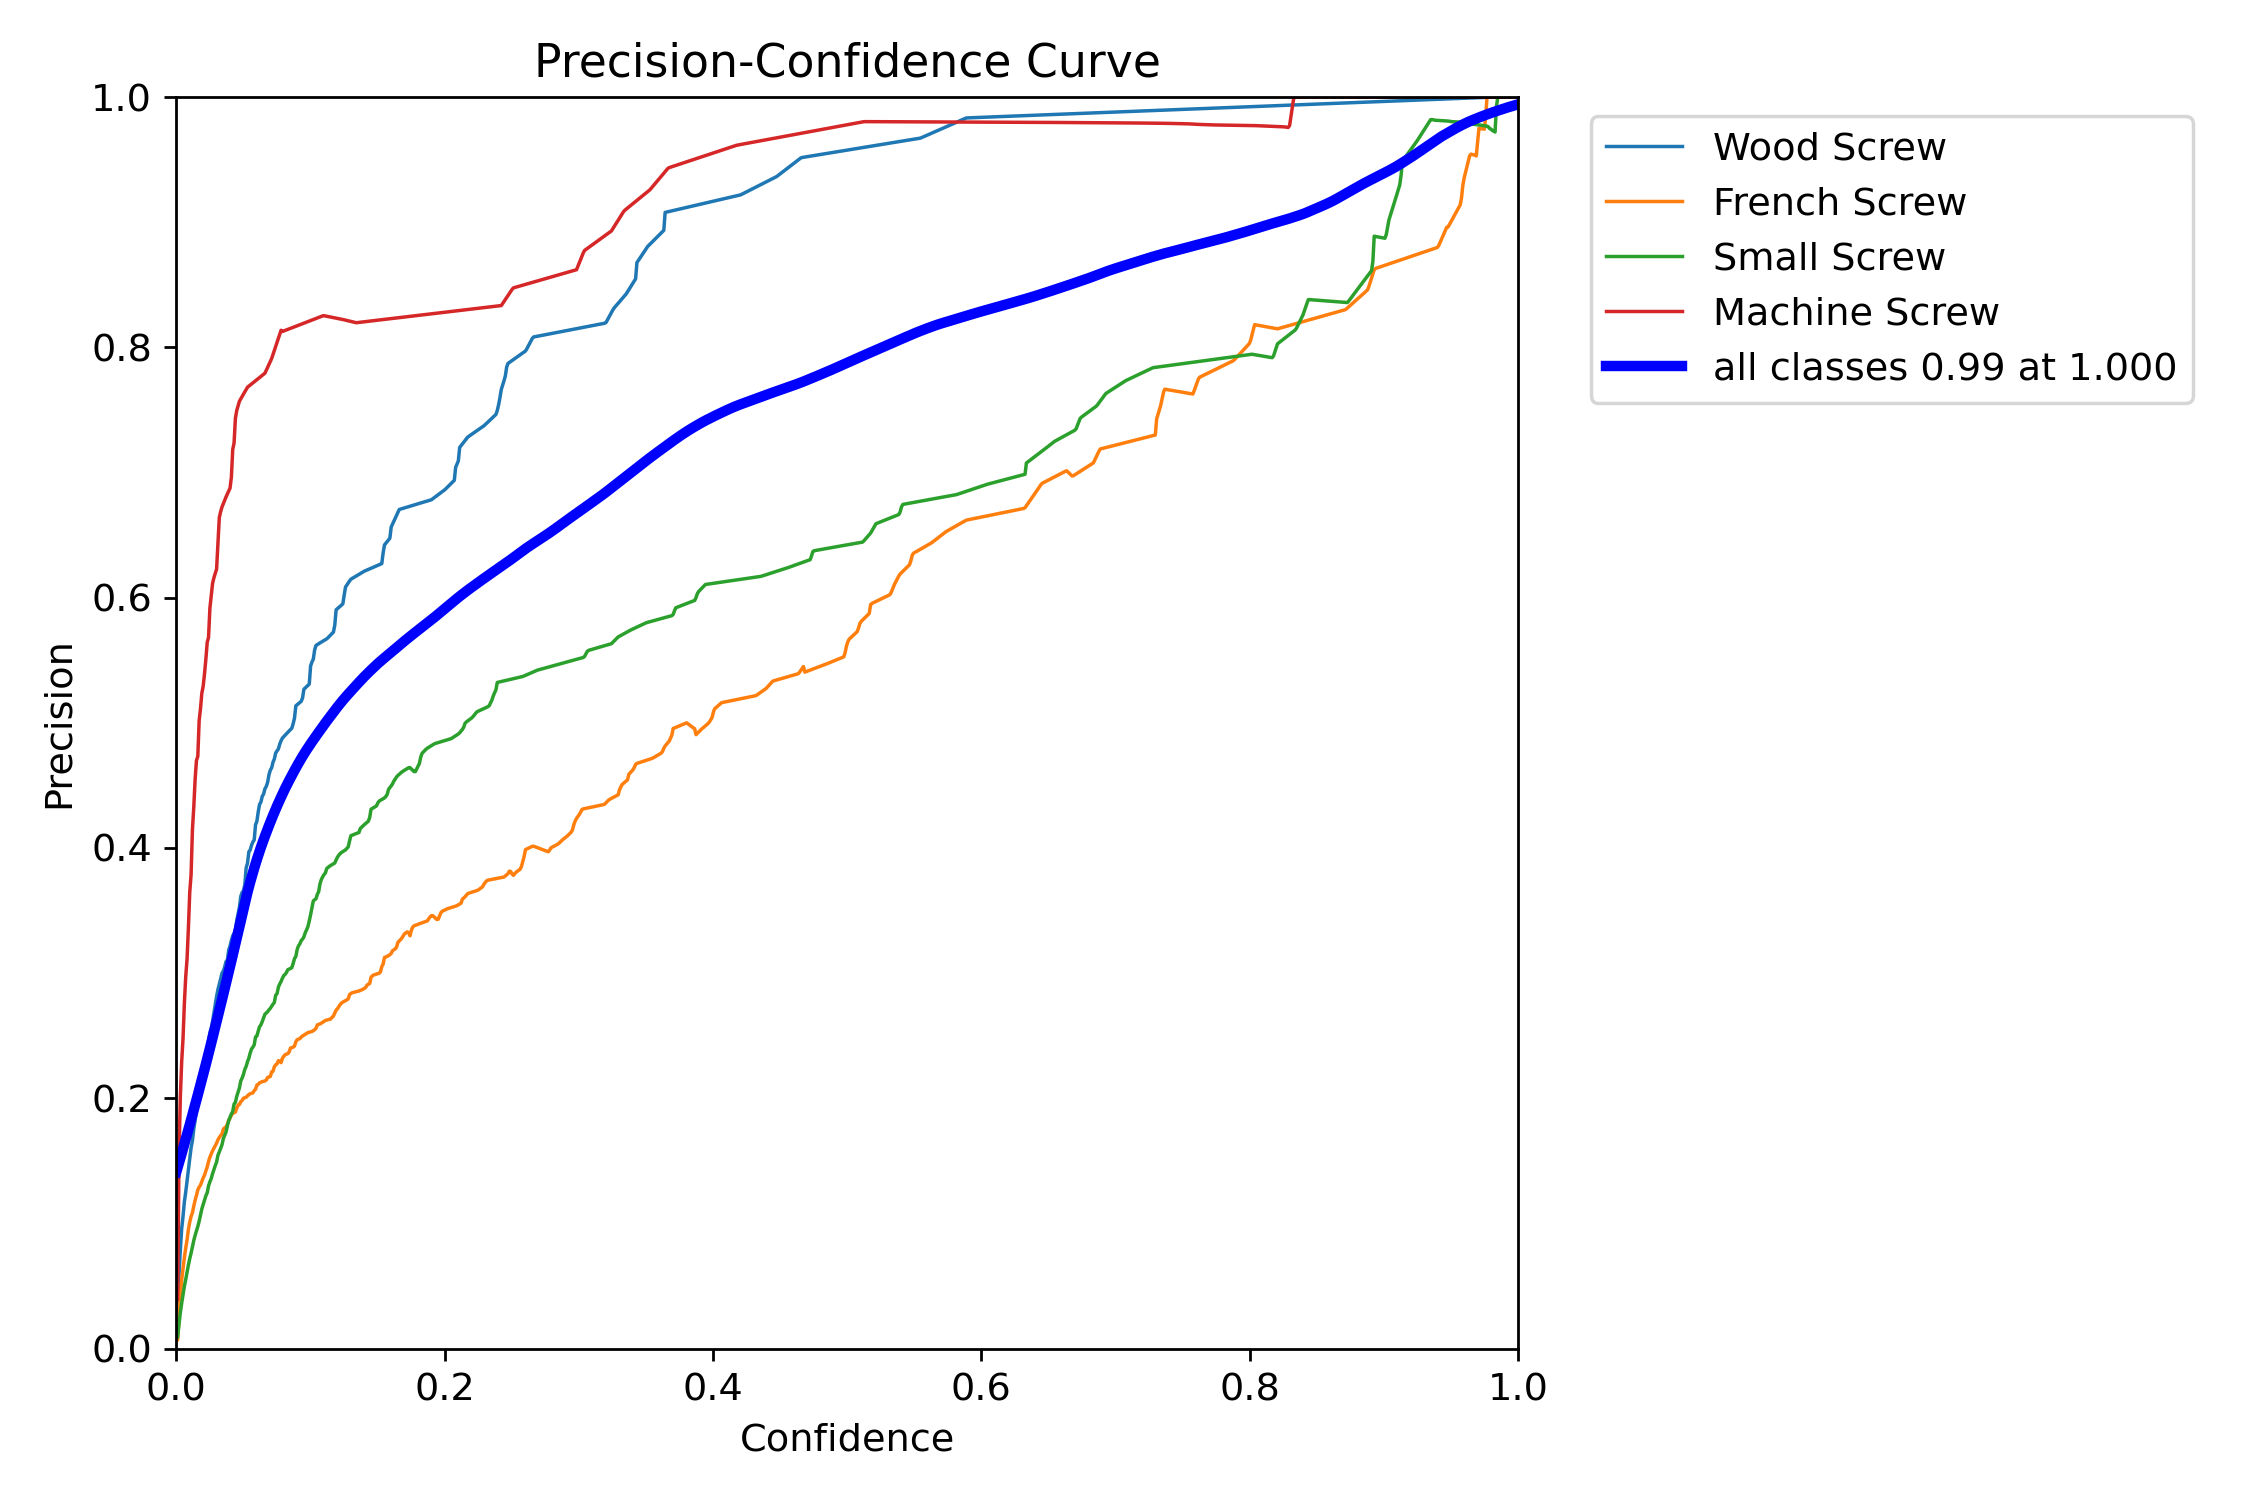 Precision-Confidence Curve
1.0
0.8
0.6
0.4
0.2
0.0
Precision
0.0 0.2 0.4 0.6 0.8 1.0
Confidence
Wood Screw
French Screw
Small Screw
Machine Screw
all classes 0.99 at 1.000